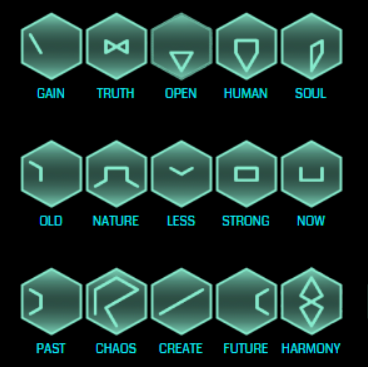 GAIN TRUTH OPEN HUMAN SOUL
OLD NATURE LESS STRONG NOW
PAST CHAOS CREATE FUTURE HARMONY